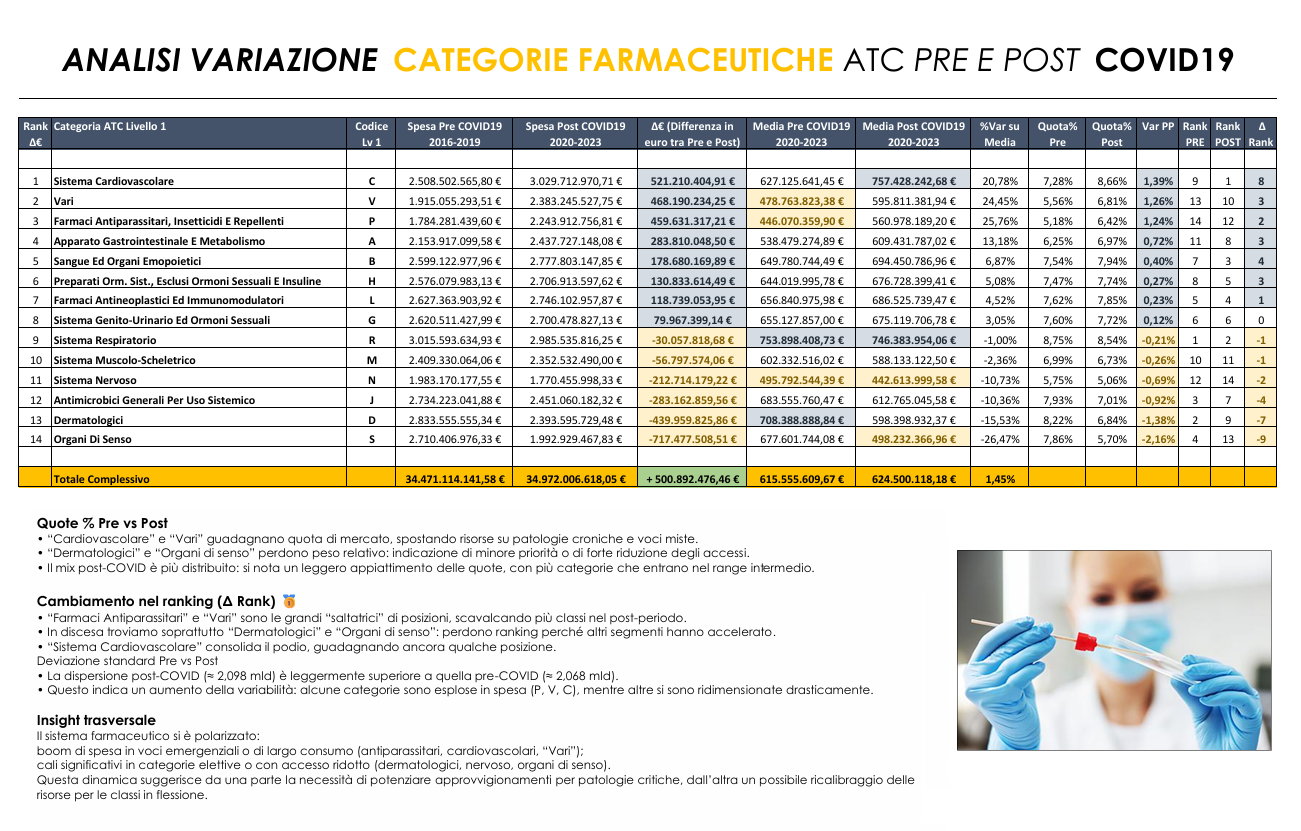 ANALISI VARIAZIONE CATEGORIE FARMACEUTICHE ATC PRE E POST COVID19
Rank Δ€ Categoria ATC Livello 1 Codice Lv 1 Spesa Pre COVID19 2016-2019 Spesa Post COVID19 2020-2023 Δ€ (Differenza in euro tra Pre e Post) Media Pre COVID19 2020-2023 Media Post COVID19 2020-2023 %Var su Media Quota% Pre Quota% Post Var PP Rank PRE Rank POST Δ Rank
1 Sistema Cardiovascolare C 2.508.502.565,80 € 3.029.712.970,71 € 521.210.404,91 € 627.125.641,45 € 757.428.242,68 € 20,78% 7,28% 8,66% 1,39% 9 1 8
2 Vari V 1.915.055.293,51 € 2.383.245.527,75 € 468.190.234,25 € 478.763.823,38 € 595.811.381,94 € 24,45% 5,56% 6,81% 1,26% 13 10 3
3 Farmaci Antiparassitari, Insetticidi E Repellenti P 1.784.281.439,60 € 2.243.912.756,81 € 459.631.317,21 € 446.070.359,90 € 560.978.189,20 € 25,76% 5,18% 6,42% 1,24% 14 12 2
4 Apparato Gastrointestinale E Metabolismo A 2.153.917.099,58 € 2.437.727.148,08 € 283.810.048,50 € 538.479.274,89 € 609.431.787,02 € 13,18% 6,25% 6,97% 0,72% 11 8 3
5 Sangue Ed Organi Emopoietici B 2.599.122.977,96 € 2.777.803.147,85 € 178.680.169,89 € 649.780.744,49 € 694.450.786,96 € 6,87% 7,54% 7,94% 0,40% 7 3 4
6 Preparati Orm. Sist., Esclusi Ormoni Sessuali E Insuline H 2.576.079.983,13 € 2.706.913.597,62 € 130.833.614,49 € 644.019.995,78 € 676.728.399,41 € 5,08% 7,47% 7,74% 0,27% 8 5 3
7 Farmaci Antineoplastici Ed Immunomodulatori L 2.627.363.903,92 € 2.746.102.957,87 € 118.739.053,95 € 656.840.975,98 € 686.525.739,47 € 4,52% 7,62% 7,85% 0,23% 5 4 1
8 Sistema Genito-Urinario Ed Ormoni Sessuali G 2.620.511.427,99 € 2.700.478.827,13 € 79.967.399,14 € 655.127.857,00 € 675.119.706,78 € 3,05% 7,60% 7,72% 0,12% 6 6 0
9 Sistema Respiratorio R 3.015.593.634,93 € 2.985.535.816,25 € -30.057.818,68 € 753.898.408,73 € 746.383.954,06 € -1,00% 8,75% 8,54% -0,21% 1 2 -1
10 Sistema Muscolo-Scheletrico M 2.409.330.064,06 € 2.352.532.490,00 € -56.797.574,06 € 602.332.516,02 € 588.133.122,50 € -2,36% 6,99% 6,73% -0,26% 10 11 -1
11 Sistema Nervoso N 1.983.170.177,55 € 1.770.455.998,33 € -212.714.179,22 € 495.792.544,39 € 442.613.999,58 € -10,73% 5,75% 5,06% -0,69% 12 14 -2
12 Antimicrobici Generali Per Uso Sistemico J 2.734.223.041,88 € 2.451.060.182,32 € -283.162.859,56 € 683.555.760,47 € 612.765.045,58 € -10,36% 7,93% 7,01% -0,92% 3 7 -4
13 Dermatologici D 2.833.555.555,34 € 2.393.595.729,48 € -439.959.825,86 € 708.388.888,84 € 598.398.932,37 € -15,53% 8,22% 6,84% -1,38% 2 9 -7
14 Organi Di Senso S 2.710.406.976,33 € 1.992.929.467,83 € -717.477.508,51 € 677.601.744,08 € 498.232.366,96 € -26,47% 7,86% 5,70% -2,16% 4 13 -9
Totale Complessivo 34.471.114.141,58 € 34.972.006.618,05 € + 500.892.476,46 € 615.555.609,67 € 624.500.118,18 € 1,45%
Quote % Pre vs Post
• “Cardiovascolare” e “Vari” guadagnano quota di mercato, spostando risorse su patologie croniche e voci miste.
• “Dermatologici” e “Organi di senso” perdono peso relativo: indicazione di minore priorità o di forte riduzione degli accessi.
• Il mix post-COVID è più distribuito: si nota un leggero appiattimento delle quote, con più categorie che entrano nel range intermedio.
Cambiamento nel ranking (Δ Rank) 🥉
• “Farmaci Antiparassitari” e “Vari” sono le grandi “saltatrici” di posizioni, scavalcando più classi nel post-periodo.
• In discesa troviamo soprattutto “Dermatologici” e “Organi di senso”: perdono ranking perché altri segmenti hanno accelerato.
• “Sistema Cardiovascolare” consolida il podio, guadagnando ancora qualche posizione.
Deviazione standard Pre vs Post
• La dispersione post-COVID (≈ 2,098 mld) è leggermente superiore a quella pre-COVID (≈ 2,068 mld).
• Questo indica un aumento della variabilità: alcune categorie sono esplose in spesa (P, V, C), mentre altre si sono ridimensionate drasticamente.
Insight trasversale
Il sistema farmaceutico si è polarizzato:
boom di spesa in voci emergenziali o di largo consumo (antiparassitari, cardiovascolari, “Vari”);
cali significativi in categorie elettive o con accesso ridotto (dermatologici, nervoso, organi di senso).
Questa dinamica suggerisce da una parte la necessità di potenziare approvvigionamenti per patologie critiche, dall’altra un possibile ricalibraggio delle
risorse per le classi in flessione.